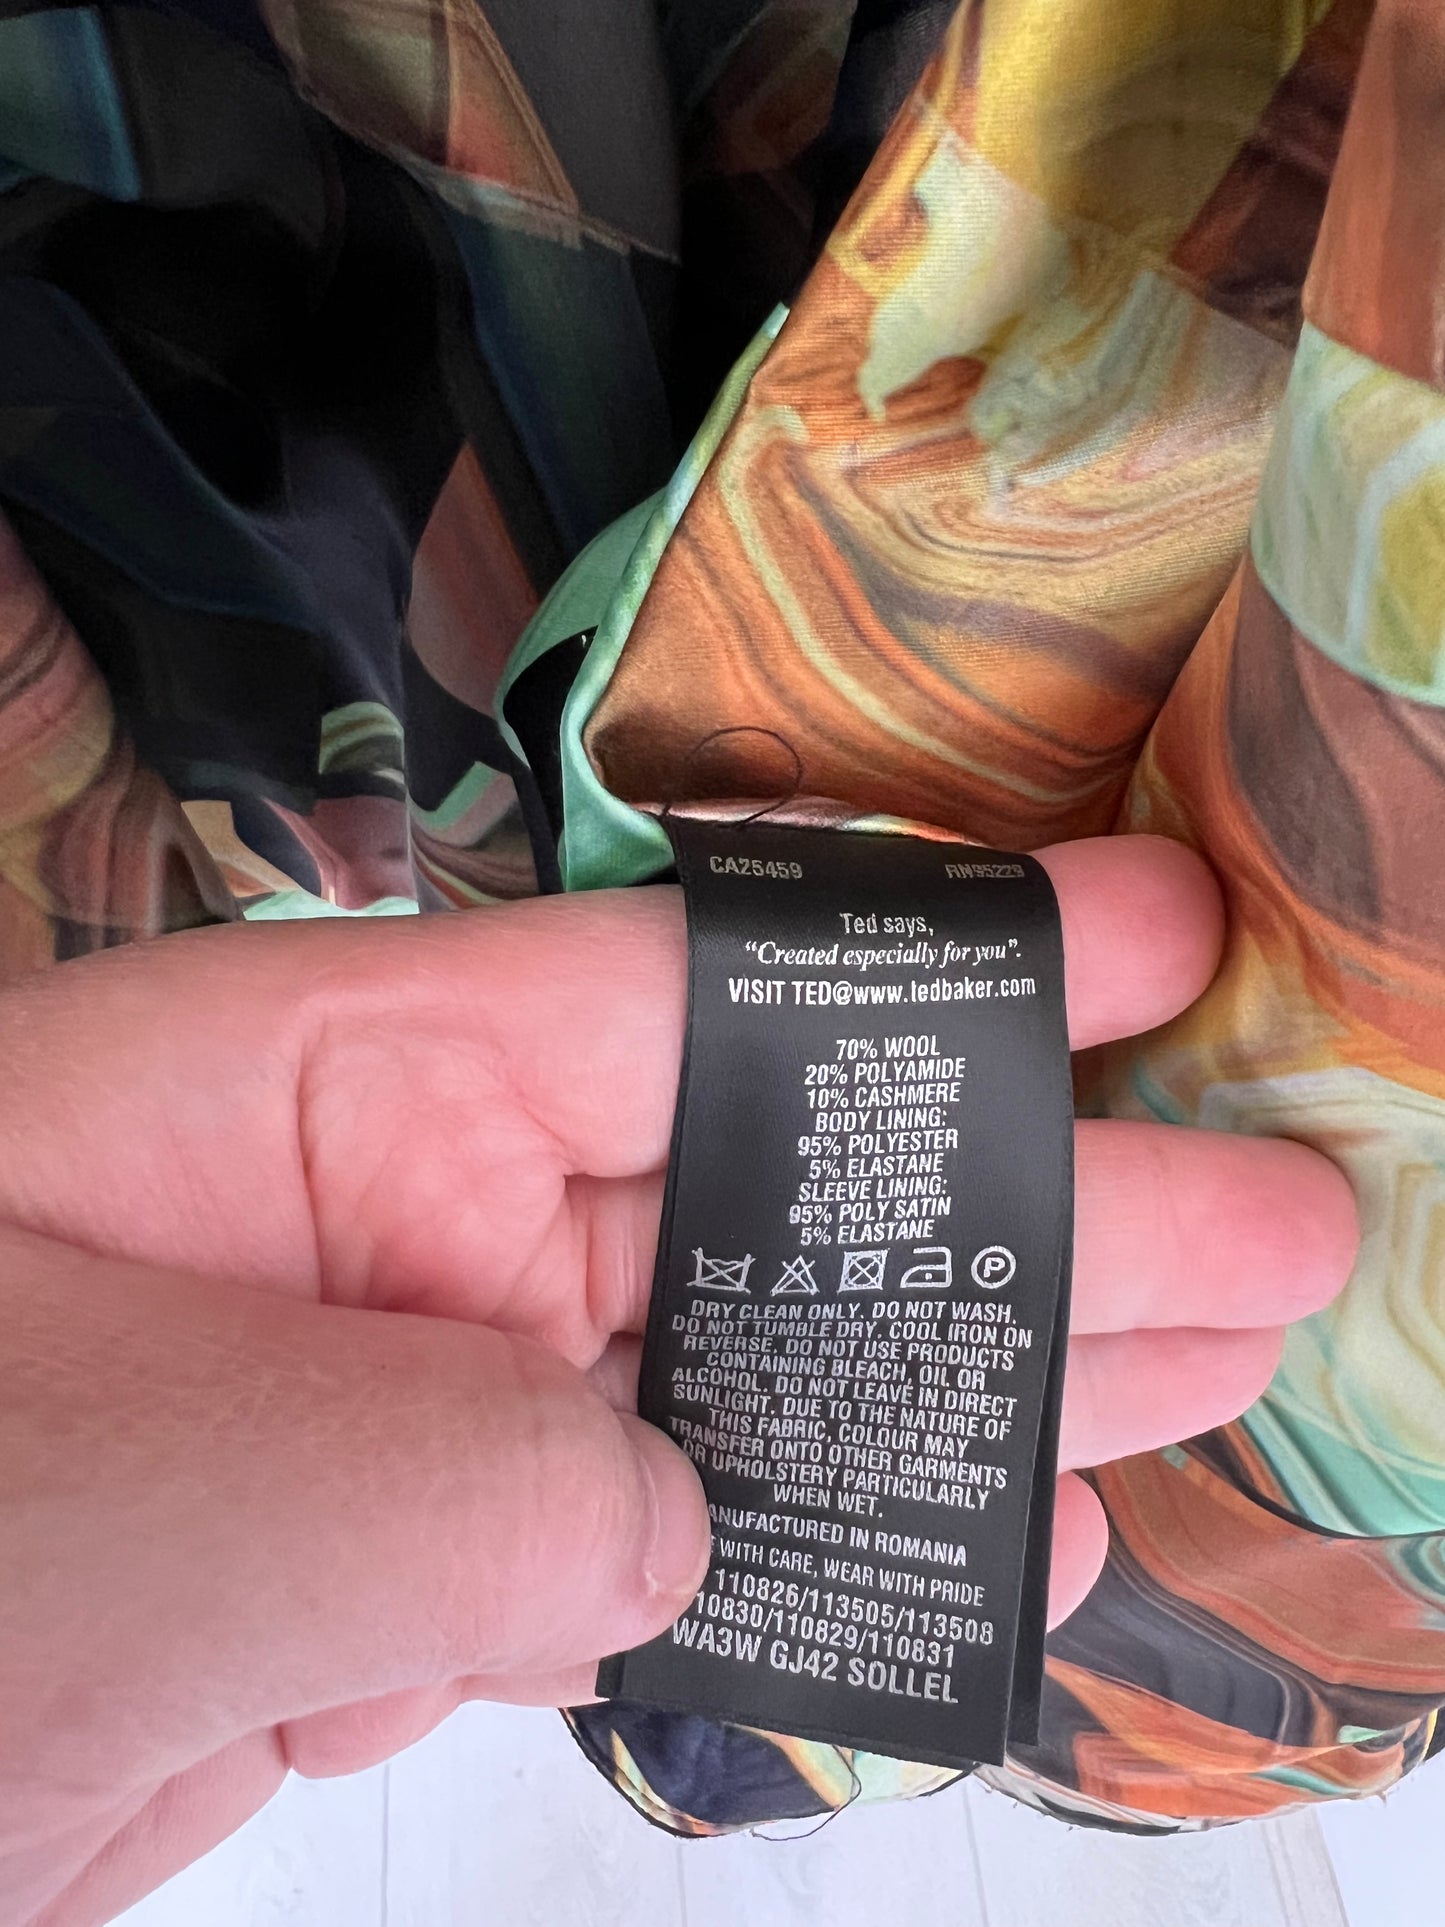 CA25459 RN95229
Ted says,
“Created especially for you”.
VISIT TED@www.tedbaker.com
70% WOOL
20% POLYAMIDE
10% CASHMERE
BODY LINING:
95% POLYESTER
5% ELASTANE
SLEEVE LINING:
95% POLY SATIN
5% ELASTANE
P
DRY CLEAN ONLY. DO NOT WASH.
DO NOT TUMBLE DRY. COOL IRON ON
REVERSE. DO NOT USE PRODUCTS
CONTAINING BLEACH, OIL OR
ALCOHOL. DO NOT LEAVE IN DIRECT
SUNLIGHT. DUE TO THE NATURE OF
THIS FABRIC, COLOUR MAY
TRANSFER ONTO OTHER GARMENTS
OR UPHOLSTERY PARTICULARLY
WHEN WET.
ANUFACTURED IN ROMANIA
WITH CARE, WEAR WITH PRIDE
110826/113505/113508
10830/110829/110831
WA3W GJ42 SOLLEL